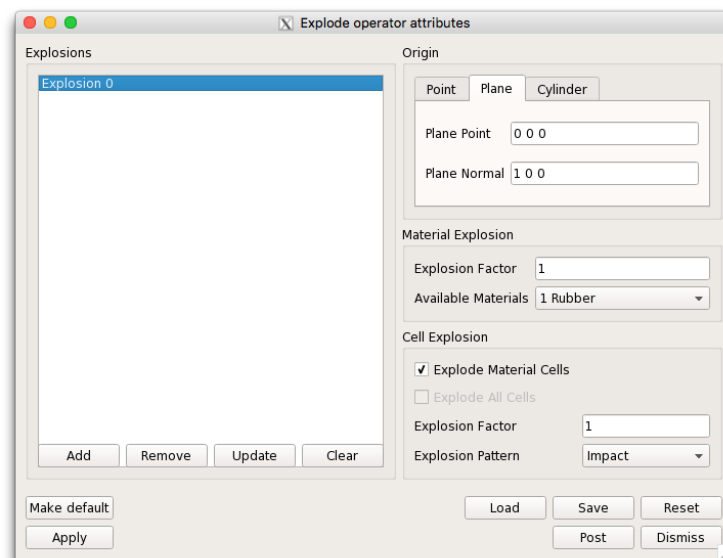 Explode operator attributes
Explosions
Explosion 0
Add Remove Update Clear
Origin
Point Plane Cylinder
Plane Point 0 0 0
Plane Normal 1 0 0
Material Explosion
Explosion Factor 1
Available Materials 1 Rubber
Cell Explosion
Explode Material Cells
Explode All Cells
Explosion Factor 1
Explosion Pattern Impact
Make default Load Save Reset
Apply Post Dismiss